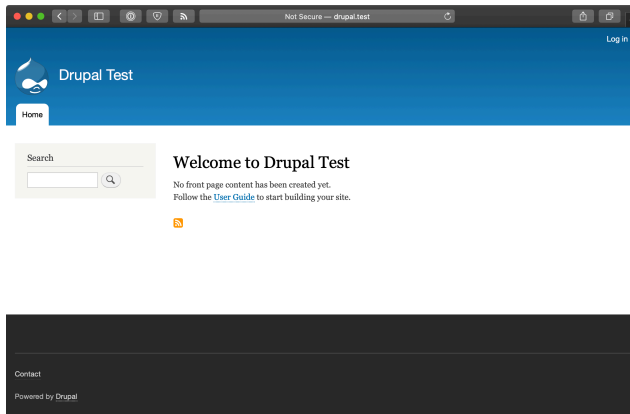 Not Secure — drupal.test
Log in
Drupal Test
Home
Search
Welcome to Drupal Test
No front page content has been created yet.
Follow the User Guide to start building your site.
Contact
Powered by Drupal